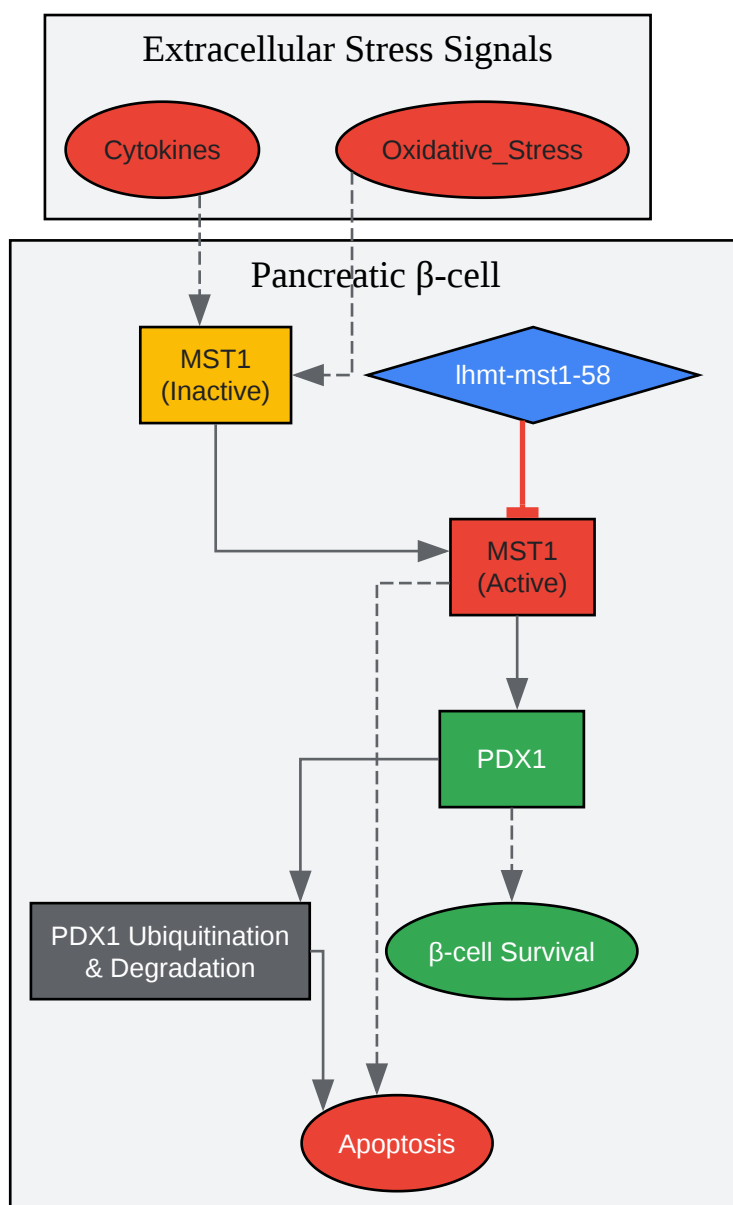 Extracellular Stress Signals
Cytokines
Oxidative_Stress
Pancreatic β-cell
MST1
(Inactive)
lhmt-mst1-58
MST1
(Active)
PDX1
PDX1 Ubiquitination
& Degradation
β-cell Survival
Apoptosis